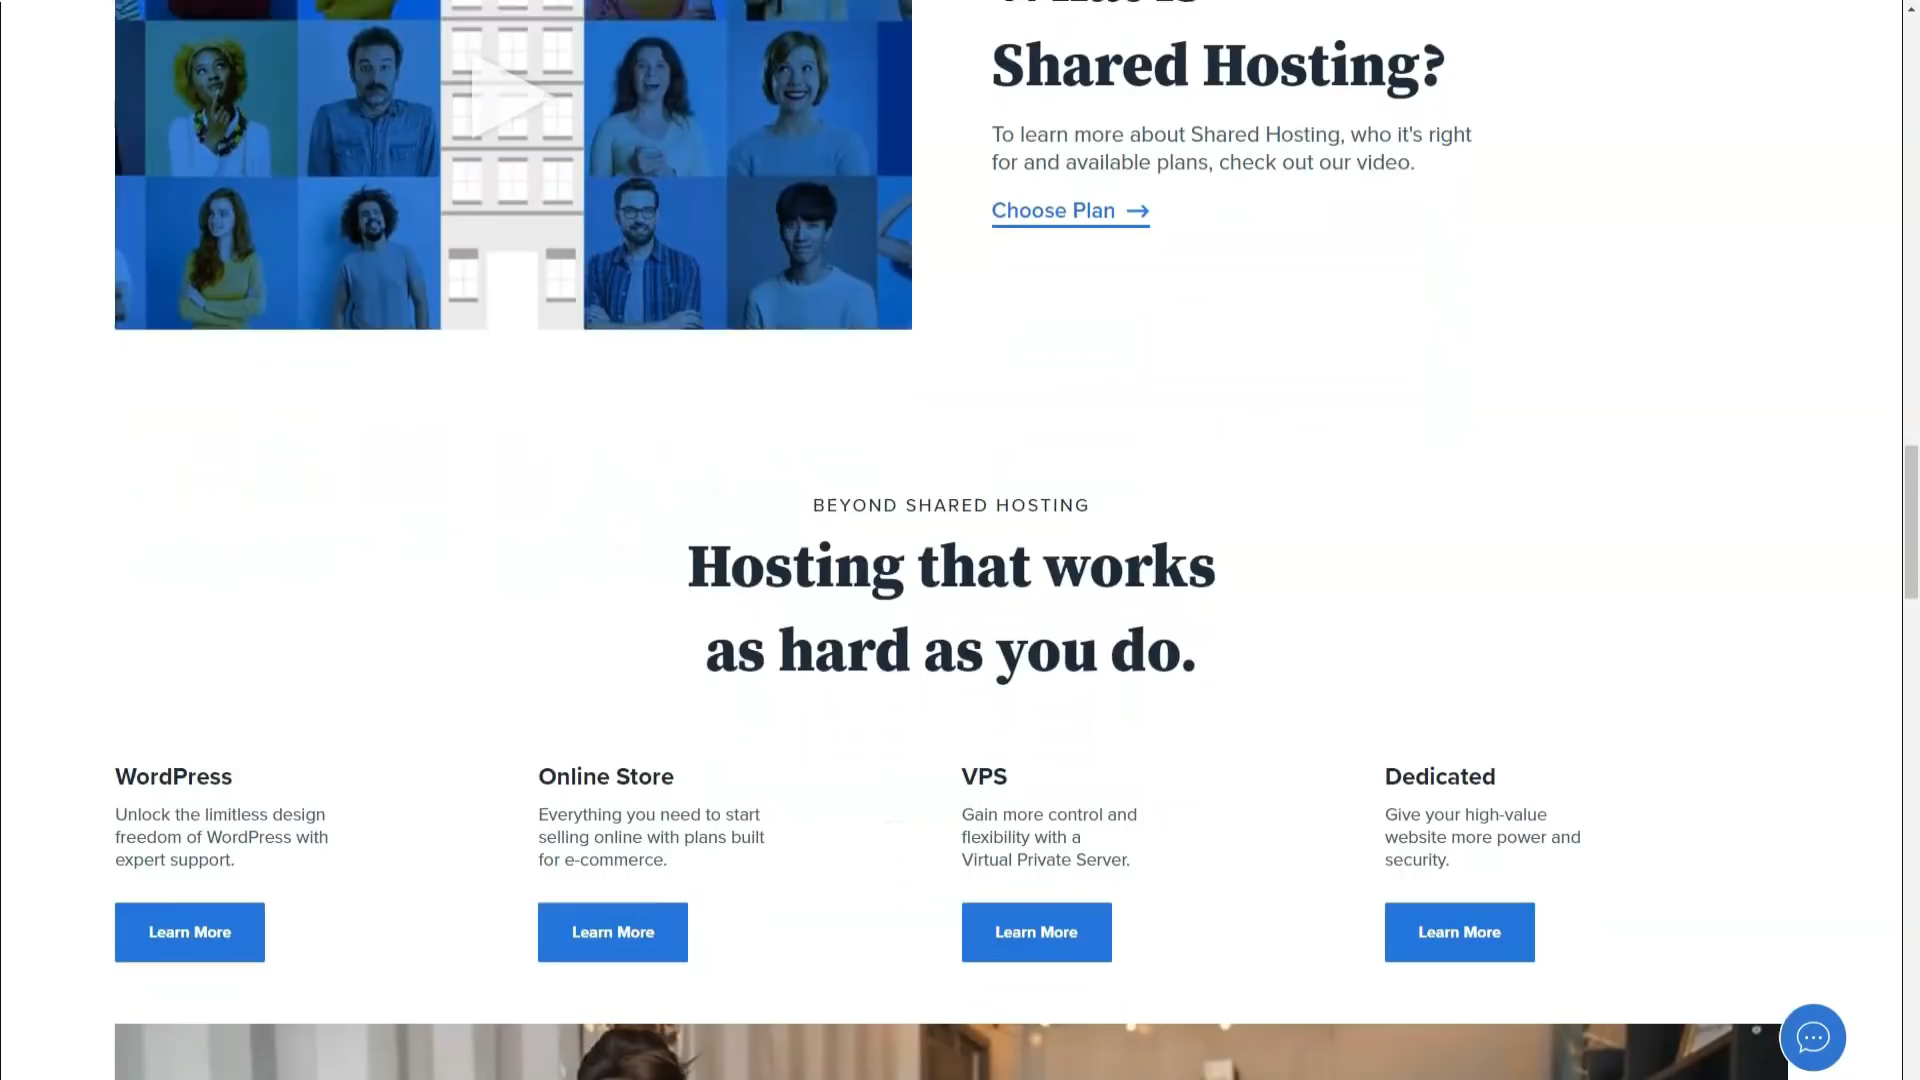 Shared Hosting?
To learn more about Shared Hosting, who it's right
for and available plans, check out our video.
Choose Plan →
BEYOND SHARED HOSTING
Hosting that works
as hard as you do.
WordPress
Unlock the limitless design
freedom of WordPress with
expert support.
Learn More
Online Store
Everything you need to start
selling online with plans built
for e-commerce.
Learn More
VPS
Gain more control and
flexibility with a
Virtual Private Server.
Learn More
Dedicated
Give your high-value
website more power and
security.
Learn More